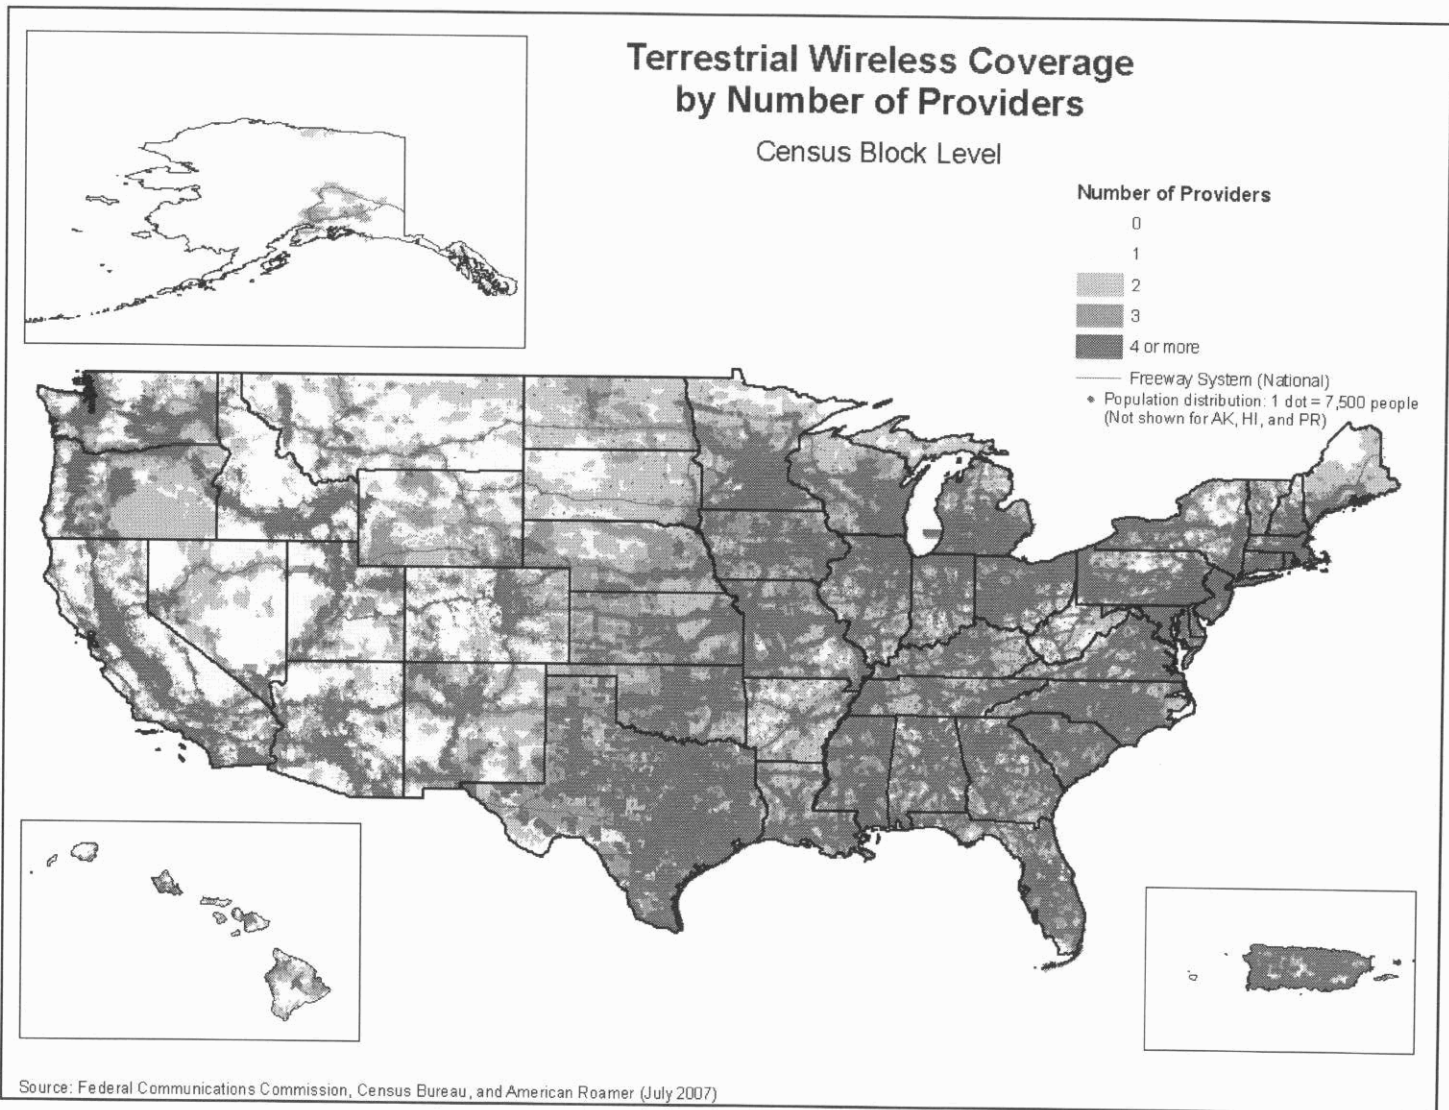 Terrestrial Wireless Coverage
by Number of Providers
Census Block Level
Number of Providers
0
1
2
3
4 or more
Freeway System (National)
Population distribution: 1 dot = 7,500 people
(Not shown for AK, HI, and PR)
Source: Federal Communications Commission, Census Bureau, and American Roamer (July 2007)